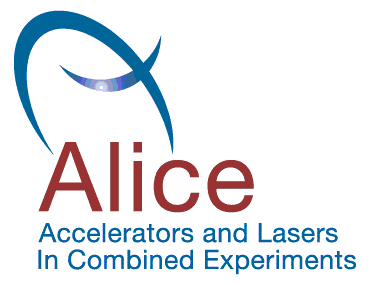 Alice
Accelerators and Lasers
In Combined Experiments